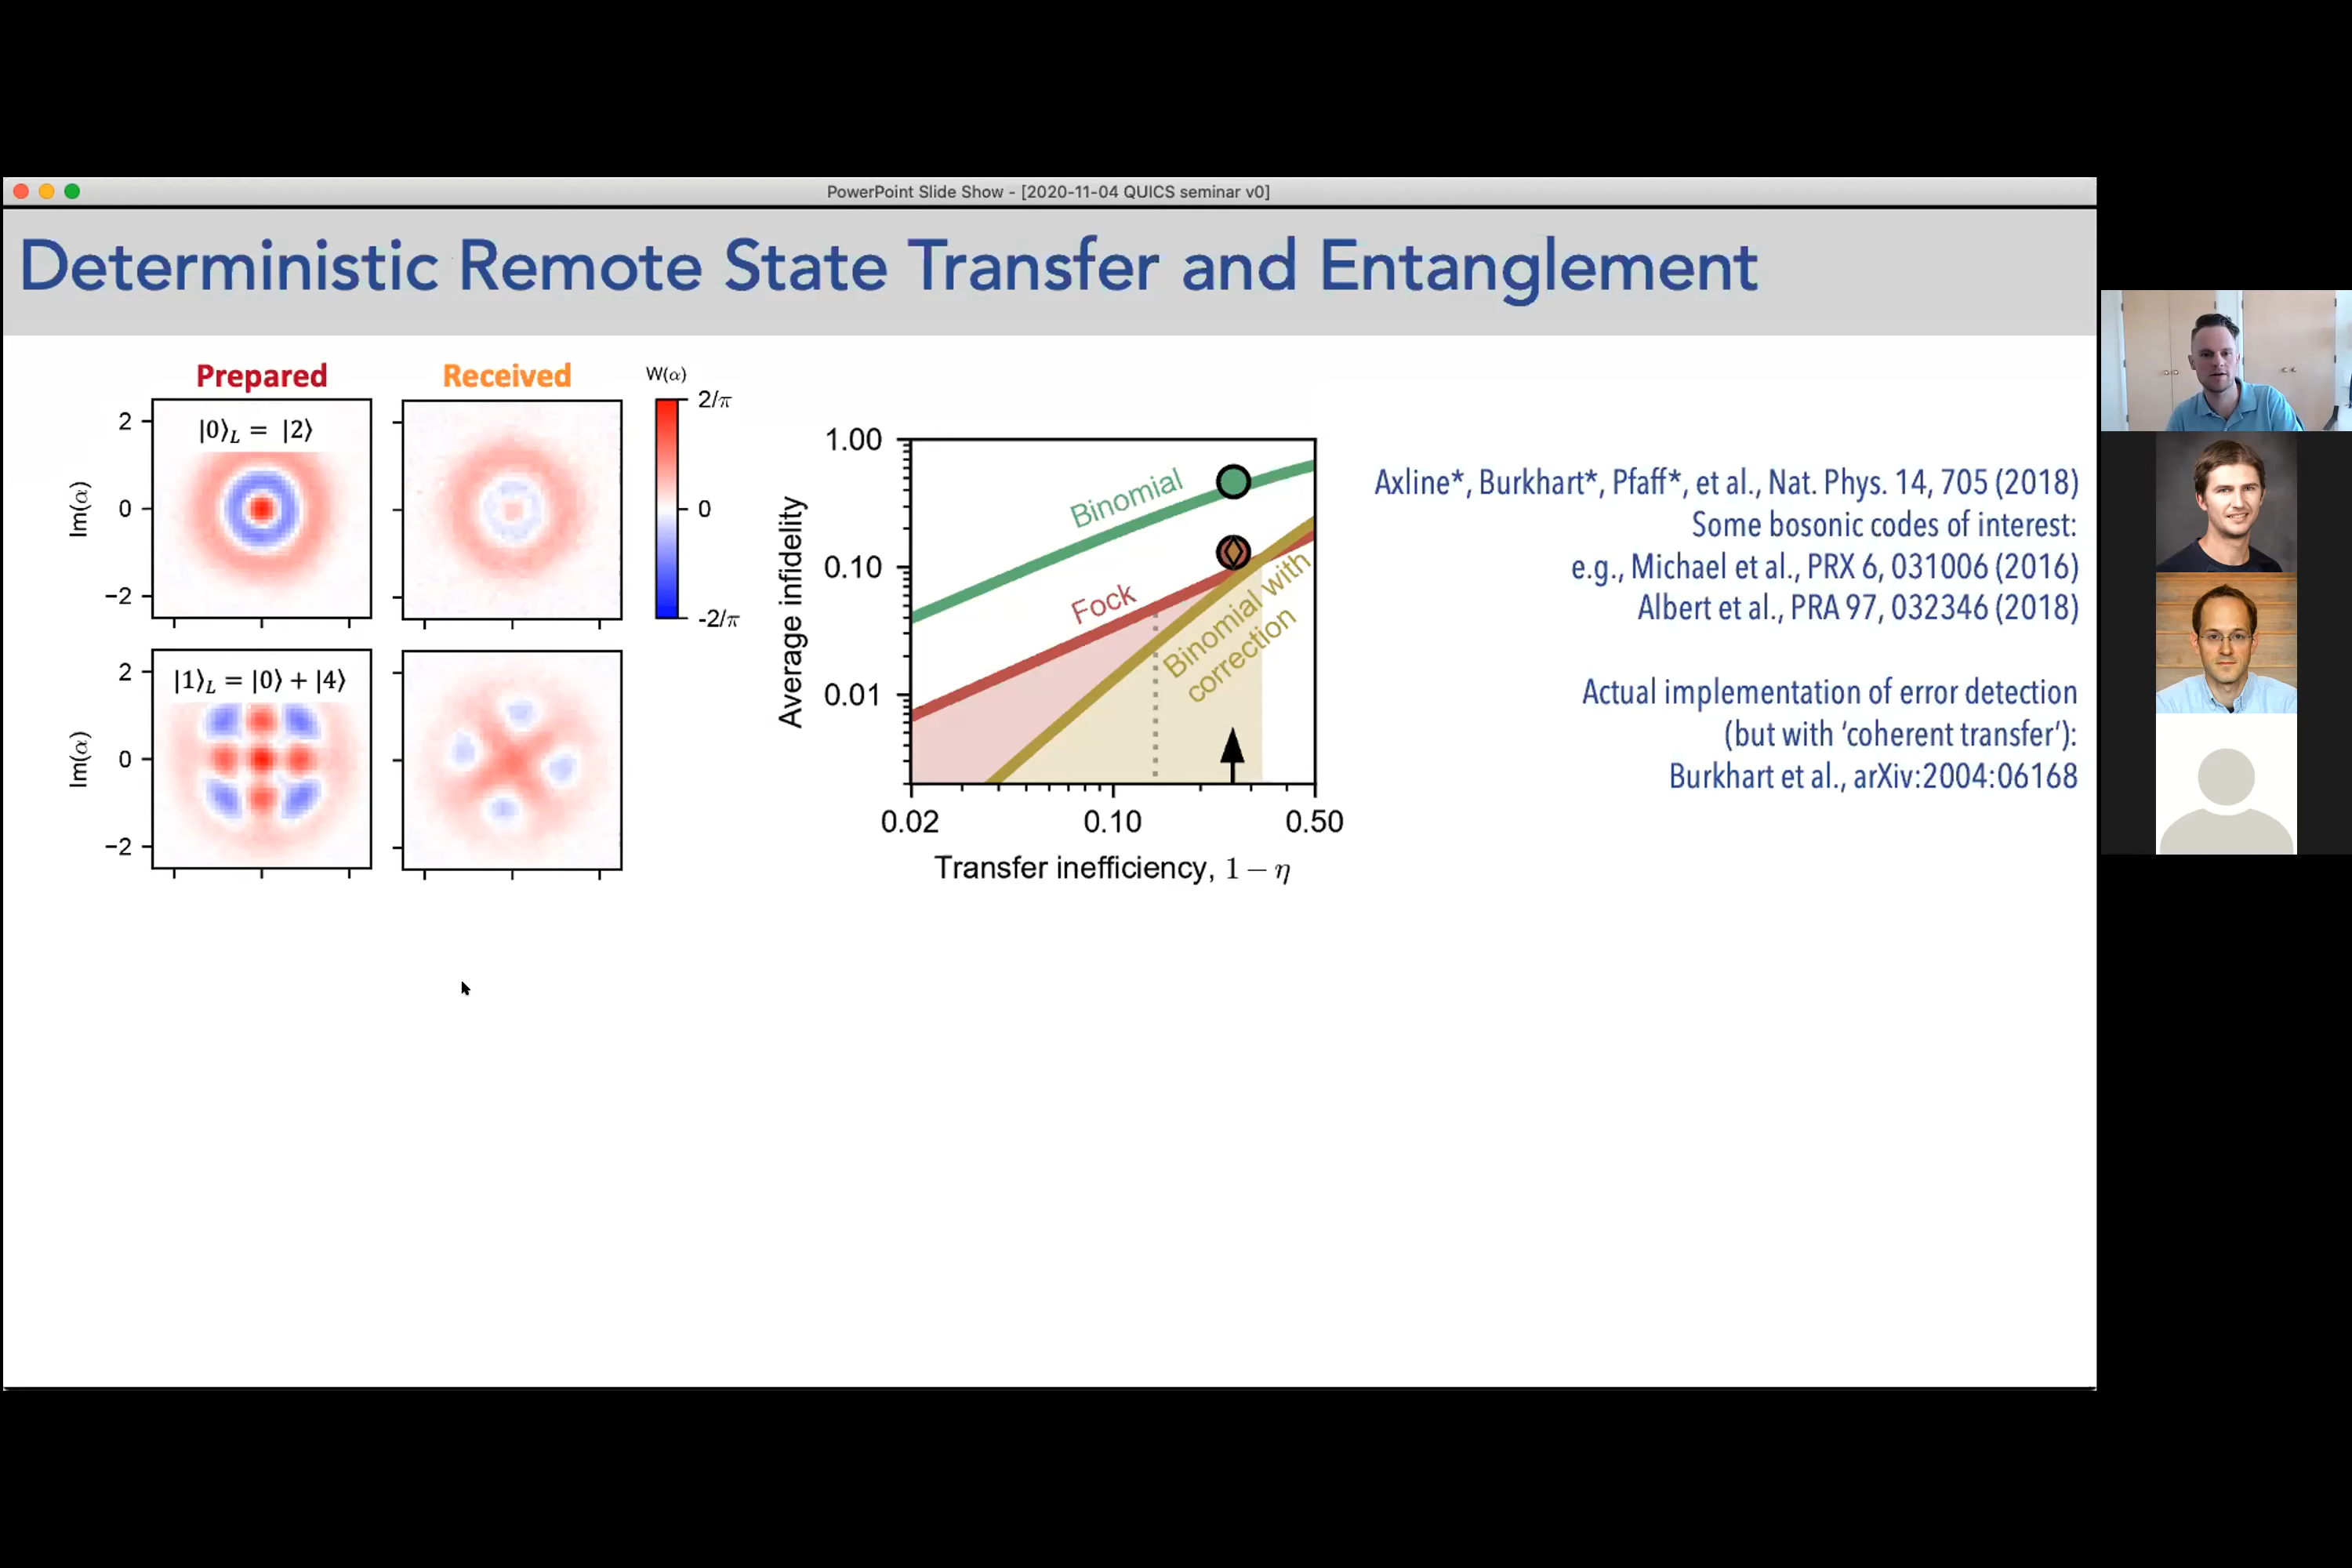 PowerPoint Slide Show - [2020-11-04 QUICS seminar v0]
Deterministic Remote State Transfer and Entanglement
Prepared
Received
W(α)
2/π
0
-2/π
|0⟩L = |2⟩
2
0
−2
Im(α)
|1⟩L = |0⟩ + |4⟩
2
0
−2
Im(α)
1.00
0.10
0.01
Average infidelity
Binomial
Fock
Binomial with
correction
0.02
0.10
0.50
Transfer inefficiency, 1 − η
Axline*, Burkhart*, Pfaff*, et al., Nat. Phys. 14, 705 (2018)
Some bosonic codes of interest:
e.g., Michael et al., PRX 6, 031006 (2016)
Albert et al., PRA 97, 032346 (2018)
Actual implementation of error detection
(but with ‘coherent transfer’):
Burkhart et al., arXiv:2004:06168